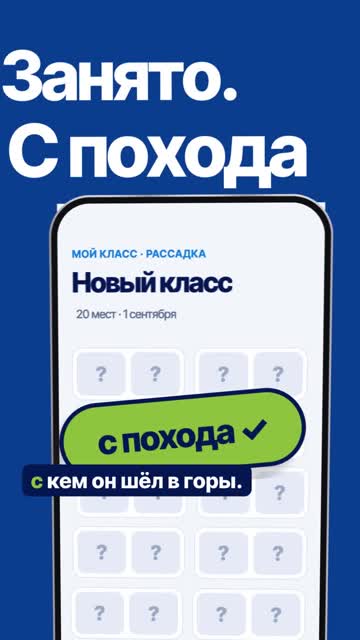 Занято.
С похода
МОЙ КЛАСС · РАССАДКА
Новый класс
20 мест · 1 сентября
? ? ? ?
с похода ✓
с кем он шёл в горы.
? ? ? ?
? ? ? ?
? ? ? ?